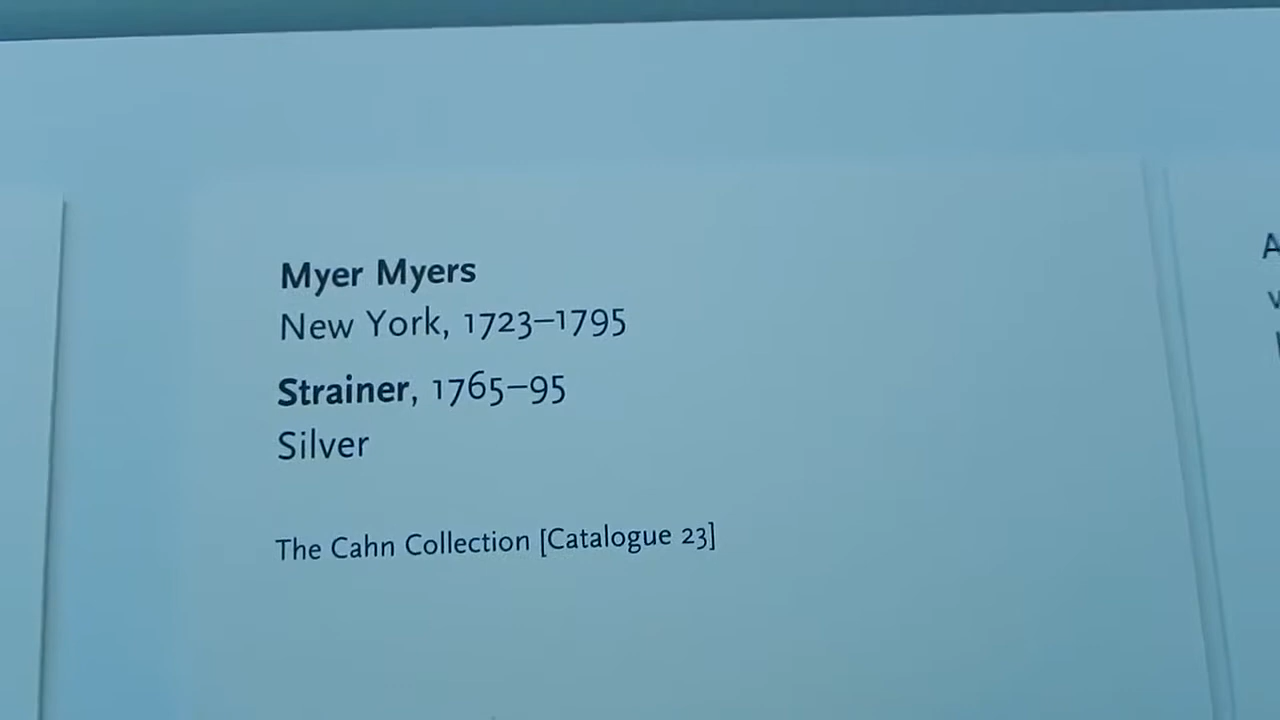 Myer Myers
New York, 1723–1795
Strainer, 1765–95
Silver
The Cahn Collection [Catalogue 23]